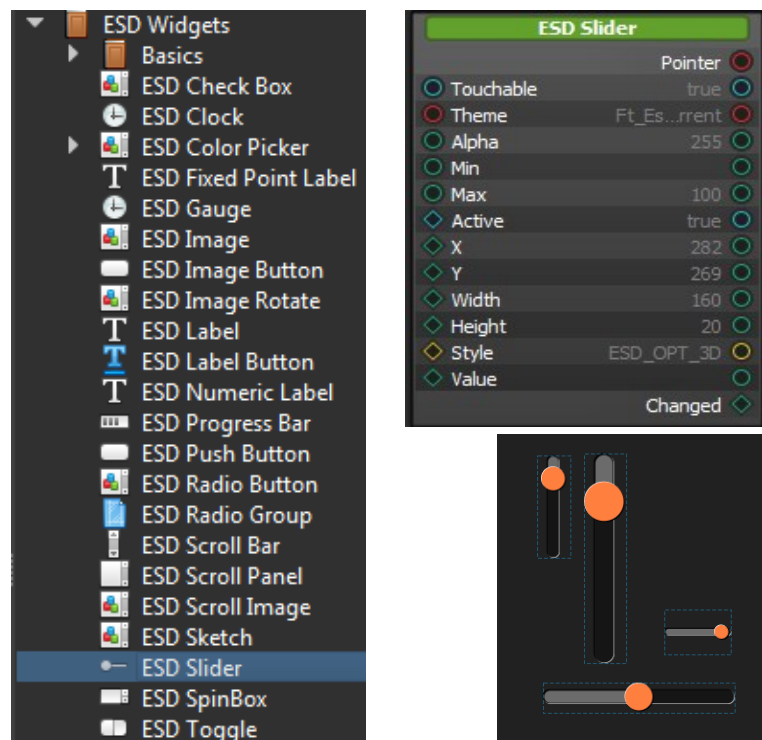 ESD Widgets
Basics
ESD Check Box
ESD Clock
ESD Color Picker
ESD Fixed Point Label
ESD Gauge
ESD Image
ESD Image Button
ESD Image Rotate
ESD Label
ESD Label Button
ESD Numeric Label
ESD Progress Bar
ESD Push Button
ESD Radio Button
ESD Radio Group
ESD Scroll Bar
ESD Scroll Panel
ESD Scroll Image
ESD Sketch
ESD Slider
ESD SpinBox
ESD Toggle
ESD Slider
Pointer
Touchable true
Theme Ft_Es...rrent
Alpha 255
Min
Max 100
Active true
X 282
Y 269
Width 160
Height 20
Style ESD_OPT_3D
Value
Changed